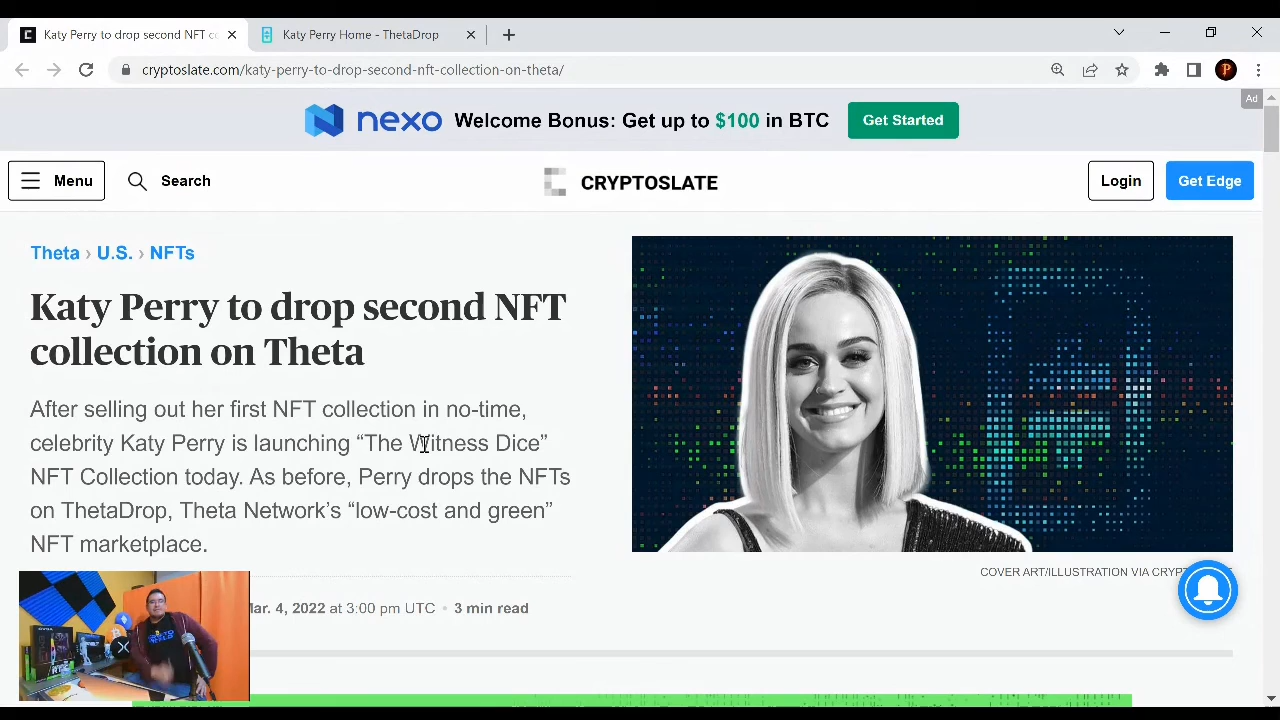 Katy Perry to drop second NFT
Katy Perry Home - ThetaDrop
cryptoslate.com/katy-perry-to-drop-second-nft-collection-on-theta/
P
Ad
nexo Welcome Bonus: Get up to $100 in BTC Get Started
Menu Search CRYPTOSLATE Login Get Edge
Theta › U.S. › NFTs
Katy Perry to drop second NFT
collection on Theta
After selling out her first NFT collection in no-time,
celebrity Katy Perry is launching “The Witness Dice”
NFT Collection today. As before, Perry drops the NFTs
on ThetaDrop, Theta Network’s “low-cost and green”
NFT marketplace.
COVER ART/ILLUSTRATION VIA
Mar. 4, 2022 at 3:00 pm UTC • 3 min read